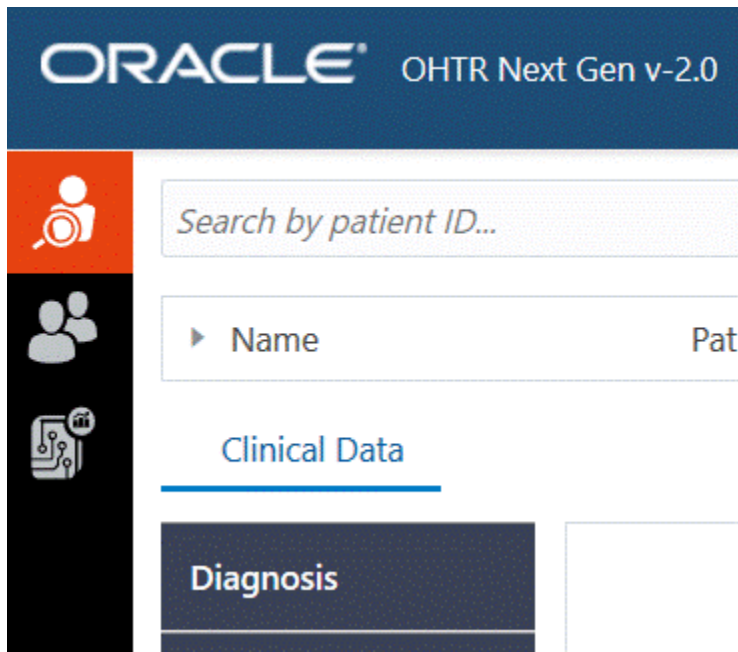 ORACLE OHTR Next Gen v-2.0
Search by patient ID...
Name Pat
Clinical Data
Diagnosis